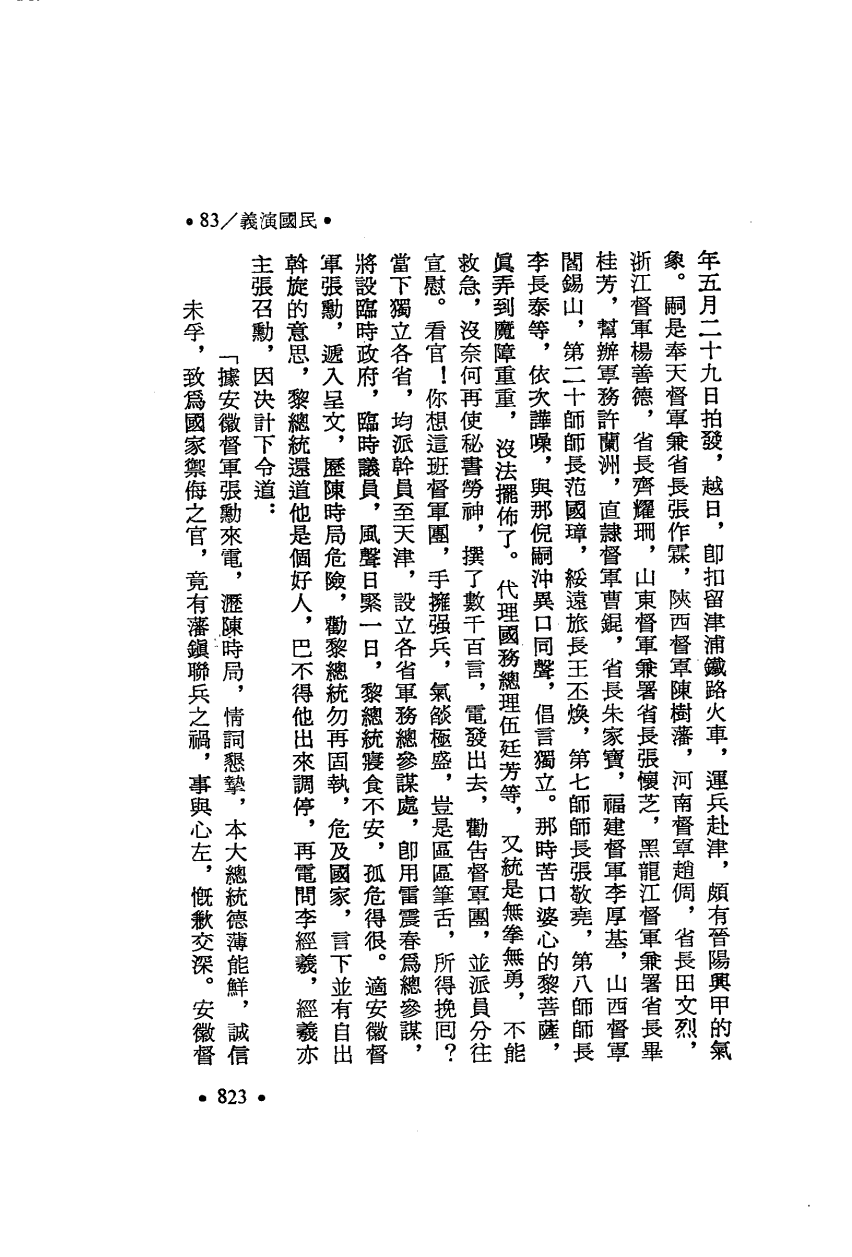 •83／義演國民•
年五月二十九日拍發，越日，卽扣留津浦鐵路火車，運兵赴津，頗有晉陽興甲的氣
象。嗣是奉天督軍兼省長張作霖，陝西督軍陳樹藩，河南督軍趙倜，省長田文烈，
浙江督軍楊善德，省長齊耀珊，山東督軍兼署省長張懷芝，黑龍江督軍兼署省長畢
桂芳，幫辦軍務許蘭洲，直隸督軍曹錕，省長朱家寶，福建督軍李厚基，山西督軍
閻錫山，第二十師師長范國璋，綏遠旅長王丕煥，第七師師長張敬堯，第八師師長
李長泰等，依次譁噪，與那倪嗣沖異口同聲，倡言獨立。那時苦口婆心的黎菩薩，
眞弄到魔障重重，沒法擺佈了。代理國務總理伍廷芳等，又統是無拳無勇，不能
救急，沒奈何再使秘書勞神，撰了數千百言，電發出去，勸告督軍團，並派員分往
宣慰。看官！你想這班督軍團，手擁强兵，氣燄極盛，豈是區區筆舌，所得挽囘？
當下獨立各省，均派幹員至天津，設立各省軍務總參謀處，卽用雷震春爲總參謀，
將設臨時政府，臨時議員，風聲日緊一日，黎總統寢食不安，孤危得很。適安徽督
軍張勳，遞入呈文，歷陳時局危險，勸黎總統勿再固執，危及國家，言下並有自出
斡旋的意思，黎總統還道他是個好人，巴不得他出來調停，再電問李經羲，經羲亦
主張召勳，因決計下令道：
「據安徽督軍張勳來電，瀝陳時局，情詞懇摯，本大總統德薄能鮮，誠信
未孚，致爲國家禦侮之官，竟有藩鎭聯兵之禍，事與心左，慨歉交深。安徽督
•823•